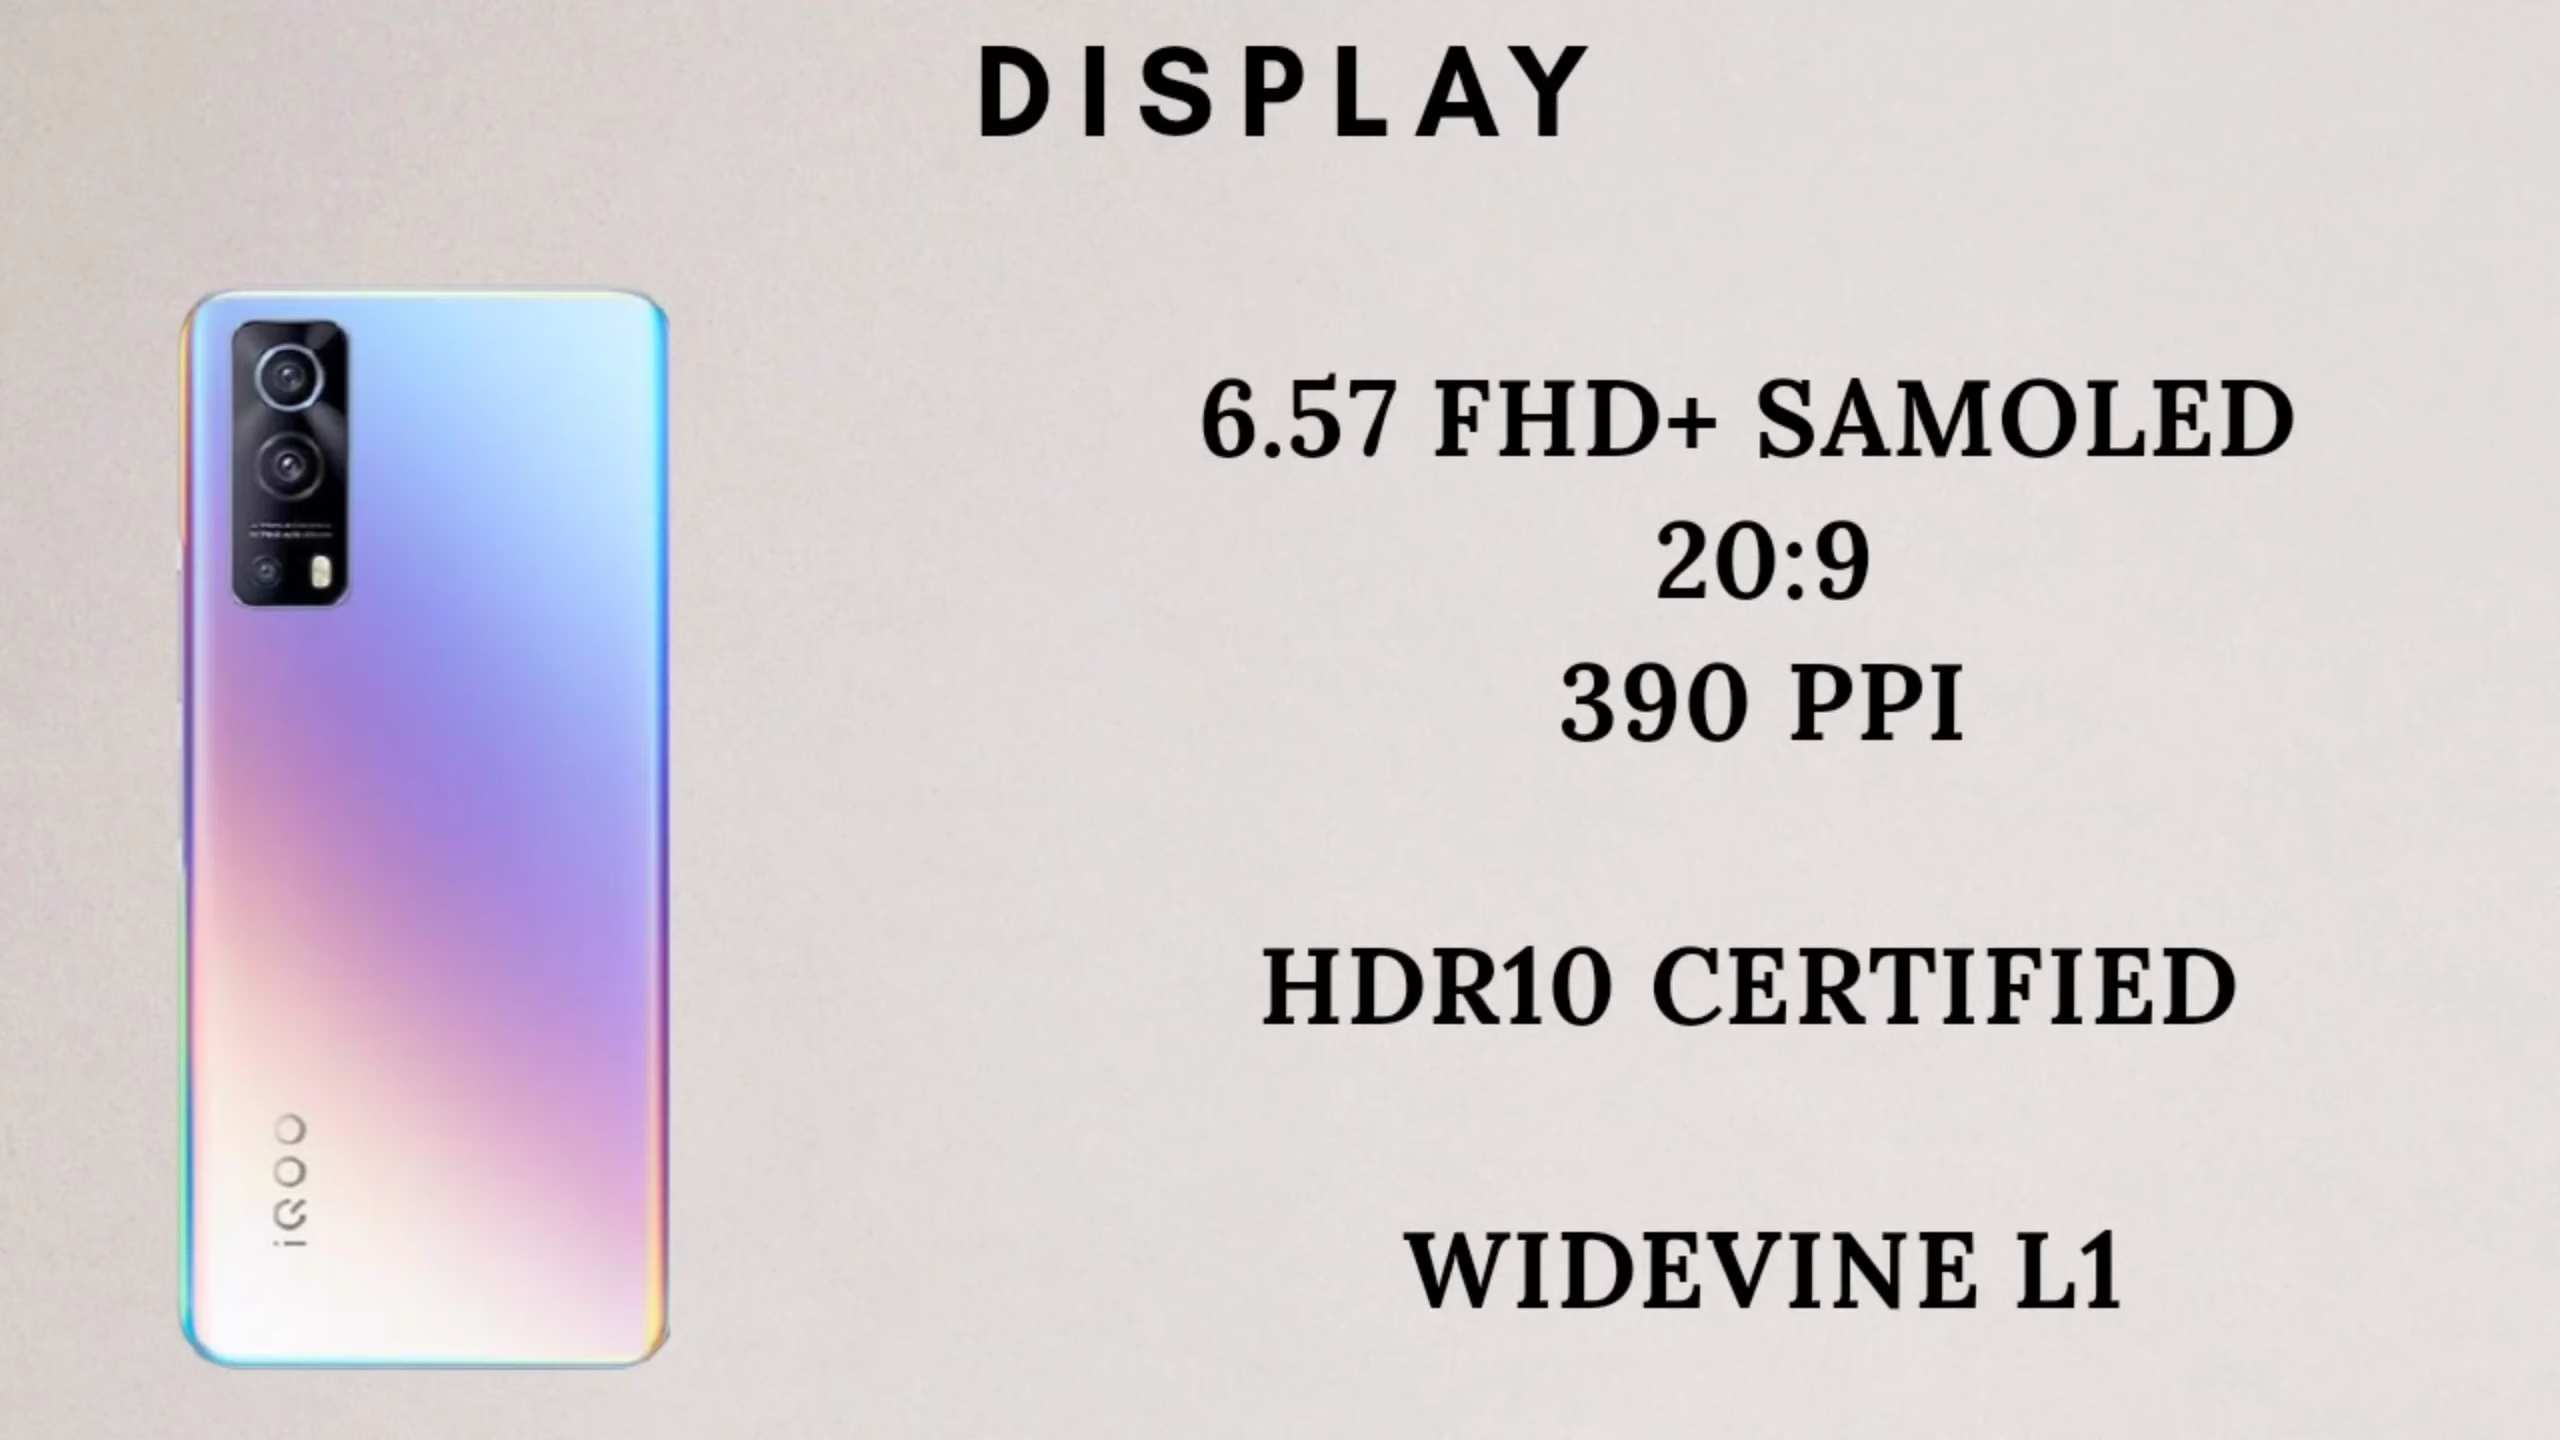 DISPLAY
6.57 FHD+ SAMOLED
20:9
390 PPI
HDR10 CERTIFIED
WIDEVINE L1
iQOO